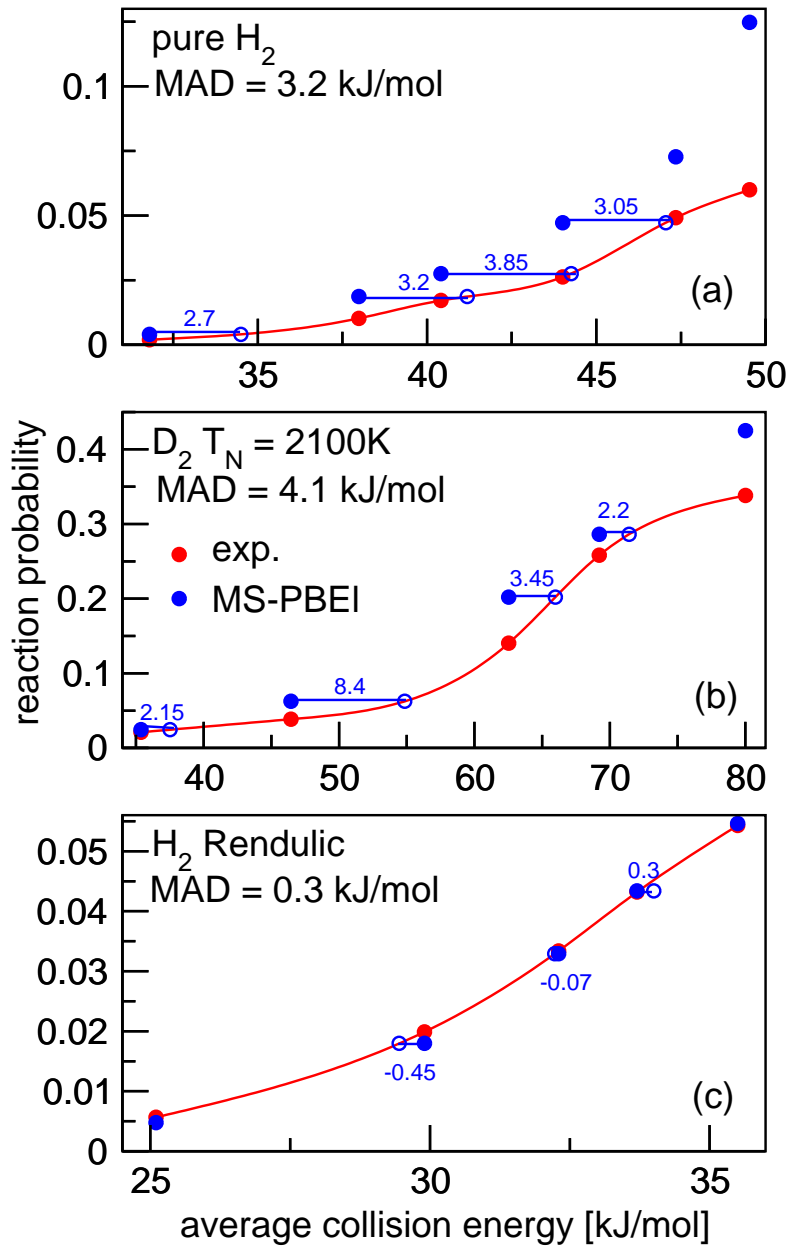 pure H2
MAD = 3.2 kJ/mol
0.1
0.05
0
2.7
3.2
3.85
3.05
(a)
35
40
45
50
D2 TN = 2100K
MAD = 4.1 kJ/mol
exp.
MS-PBEl
0.4
0.3
0.2
0.1
0
2.15
8.4
3.45
2.2
(b)
40
50
60
70
80
reaction probability
H2 Rendulic
MAD = 0.3 kJ/mol
0.05
0.04
0.03
0.02
0.01
0
0.3
-0.07
-0.45
(c)
25
30
35
average collision energy [kJ/mol]